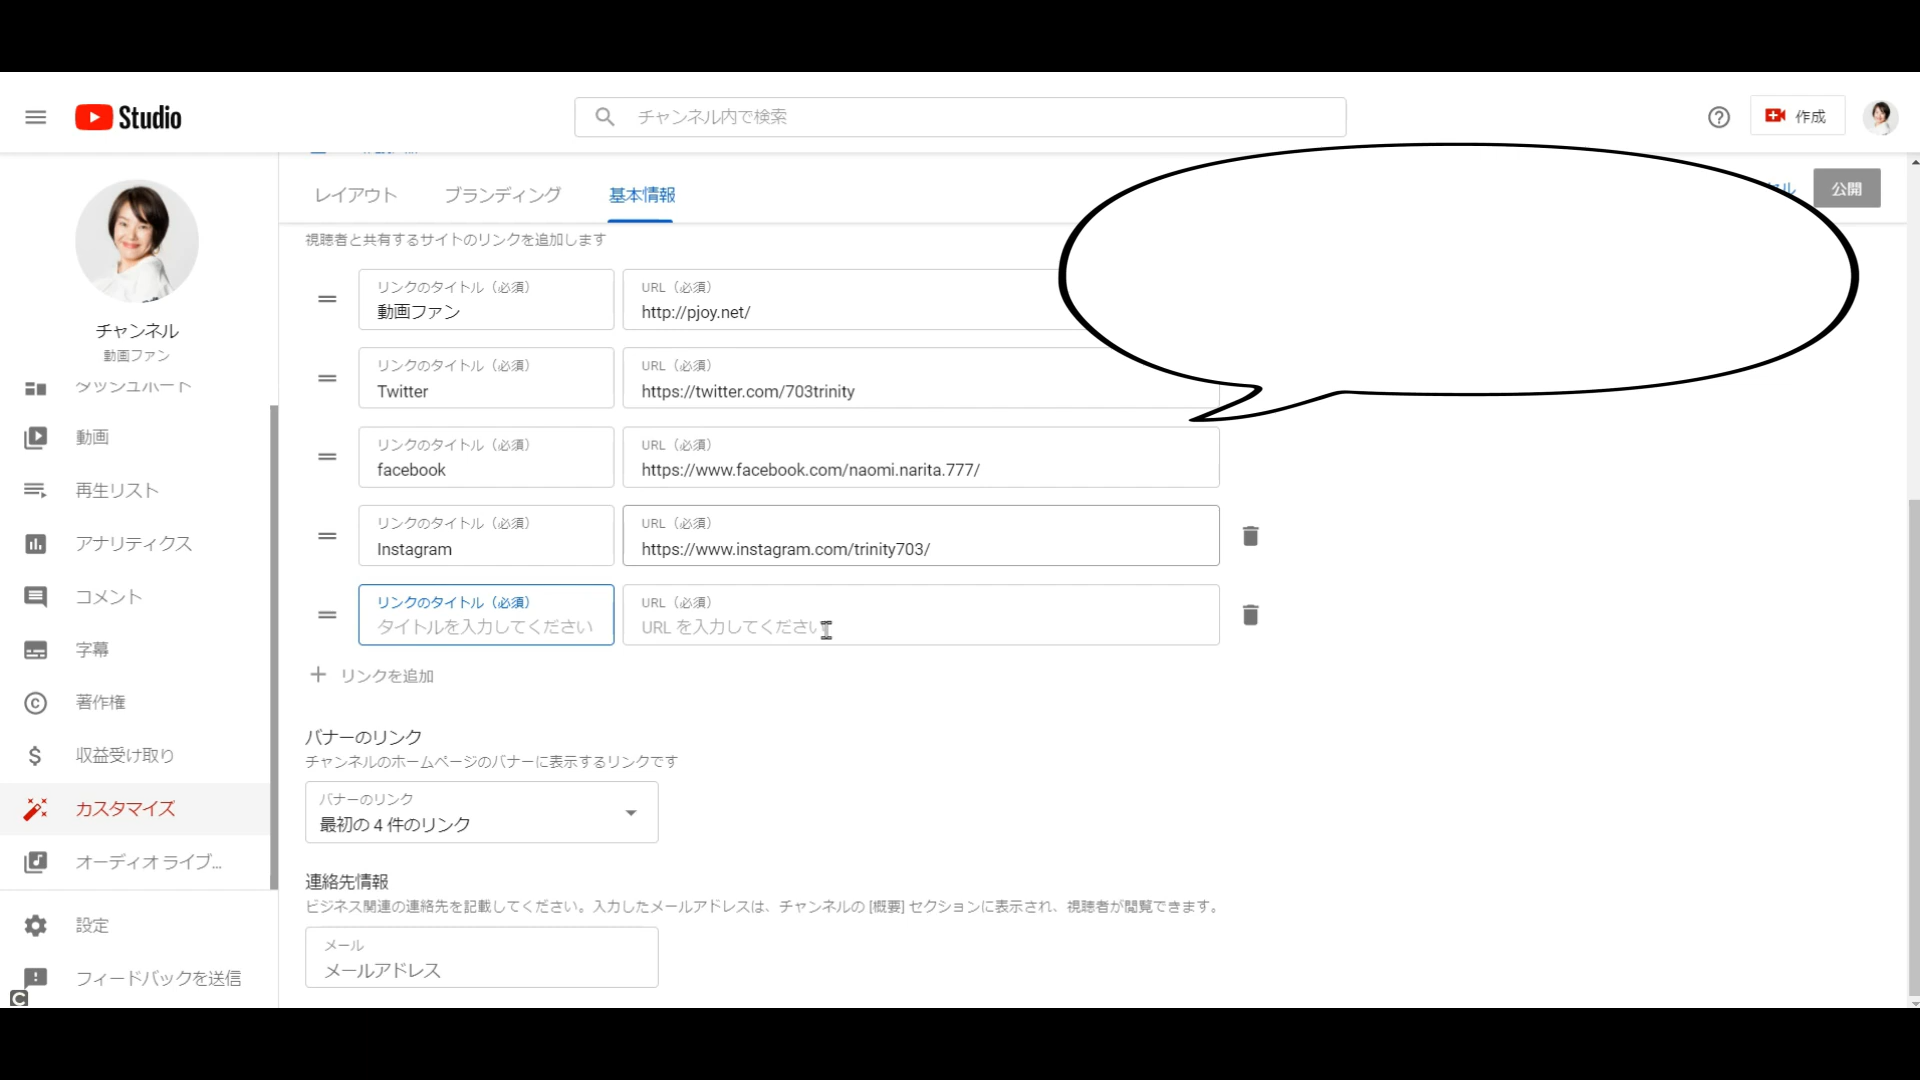 Studio
チャンネル内で検索
作成
レイアウト
ブランディング
基本情報
公開
視聴者と共有するサイトのリンクを追加します
リンクのタイトル（必須）
動画ファン
URL（必須）
http://pjoy.net/
リンクのタイトル（必須）
Twitter
URL（必須）
https://twitter.com/703trinity
リンクのタイトル（必須）
facebook
URL（必須）
https://www.facebook.com/naomi.narita.777/
リンクのタイトル（必須）
Instagram
URL（必須）
https://www.instagram.com/trinity703/
リンクのタイトル（必須）
タイトルを入力してください
URL（必須）
URL を入力してください
リンクを追加
バナーのリンク
チャンネルのホームページのバナーに表示するリンクです
バナーのリンク
最初の 4 件のリンク
連絡先情報
ビジネス関連の連絡先を記載してください。入力したメールアドレスは、チャンネルの [概要] セクションに表示され、視聴者が閲覧できます。
メール
メールアドレス
チャンネル
動画ファン
ダッシュボード
動画
再生リスト
アナリティクス
コメント
字幕
著作権
収益受け取り
カスタマイズ
オーディオ ライブ...
設定
フィードバックを送信